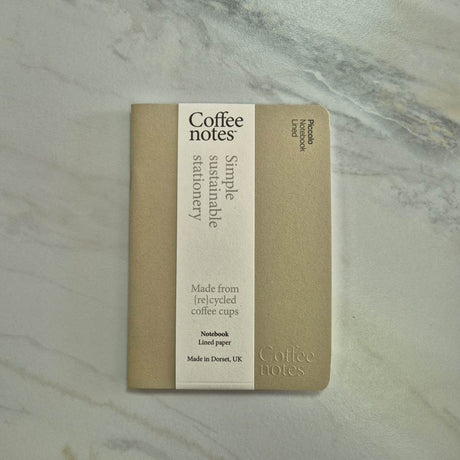 Coffee
notes™
Simple
sustainable
stationery
Made from
{re}cycled
coffee cups
Notebook
Lined paper
Made in Dorset, UK
Piccolo
Notebook
Lined
Coffee
notes